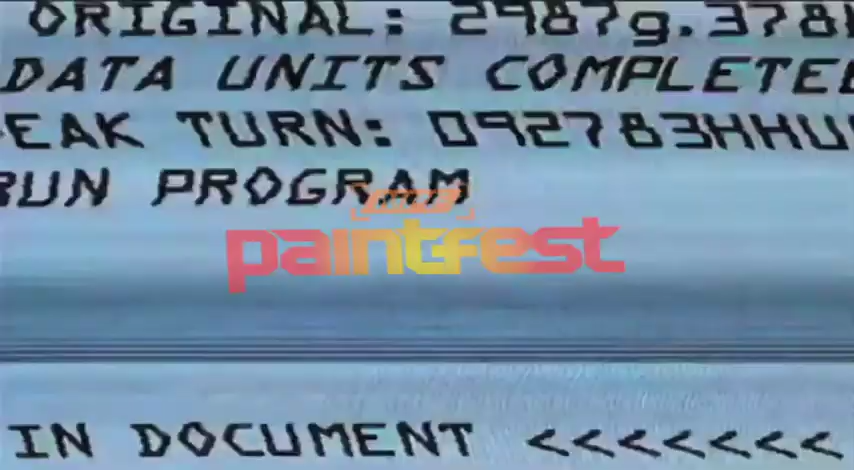 ORIGINAL: 2987g.378
DATA UNITS COMPLETE
EAK TURN: 092783HHU
RUN PROGRAM
paintfest
IN DOCUMENT <<<<<<<